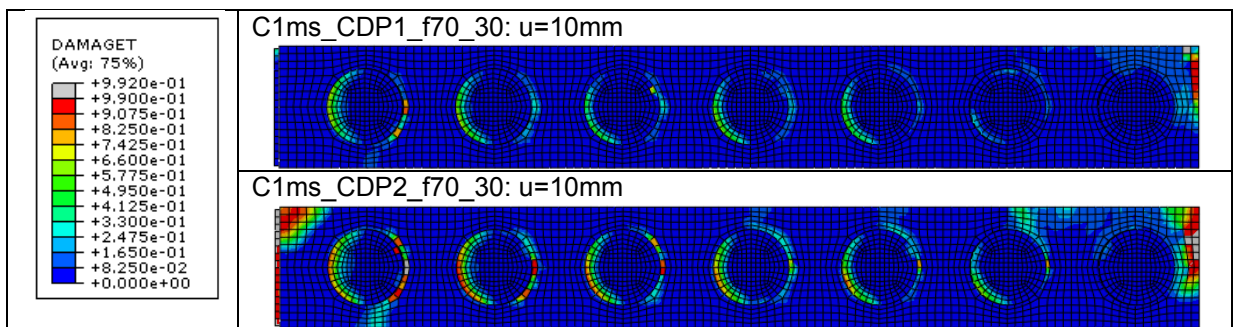 DAMAGET
(Avg: 75%)
+9.920e-01
+9.900e-01
+9.075e-01
+8.250e-01
+7.425e-01
+6.600e-01
+5.775e-01
+4.950e-01
+4.125e-01
+3.300e-01
+2.475e-01
+1.650e-01
+8.250e-02
+0.000e+00
C1ms_CDP1_f70_30: u=10mm
C1ms_CDP2_f70_30: u=10mm